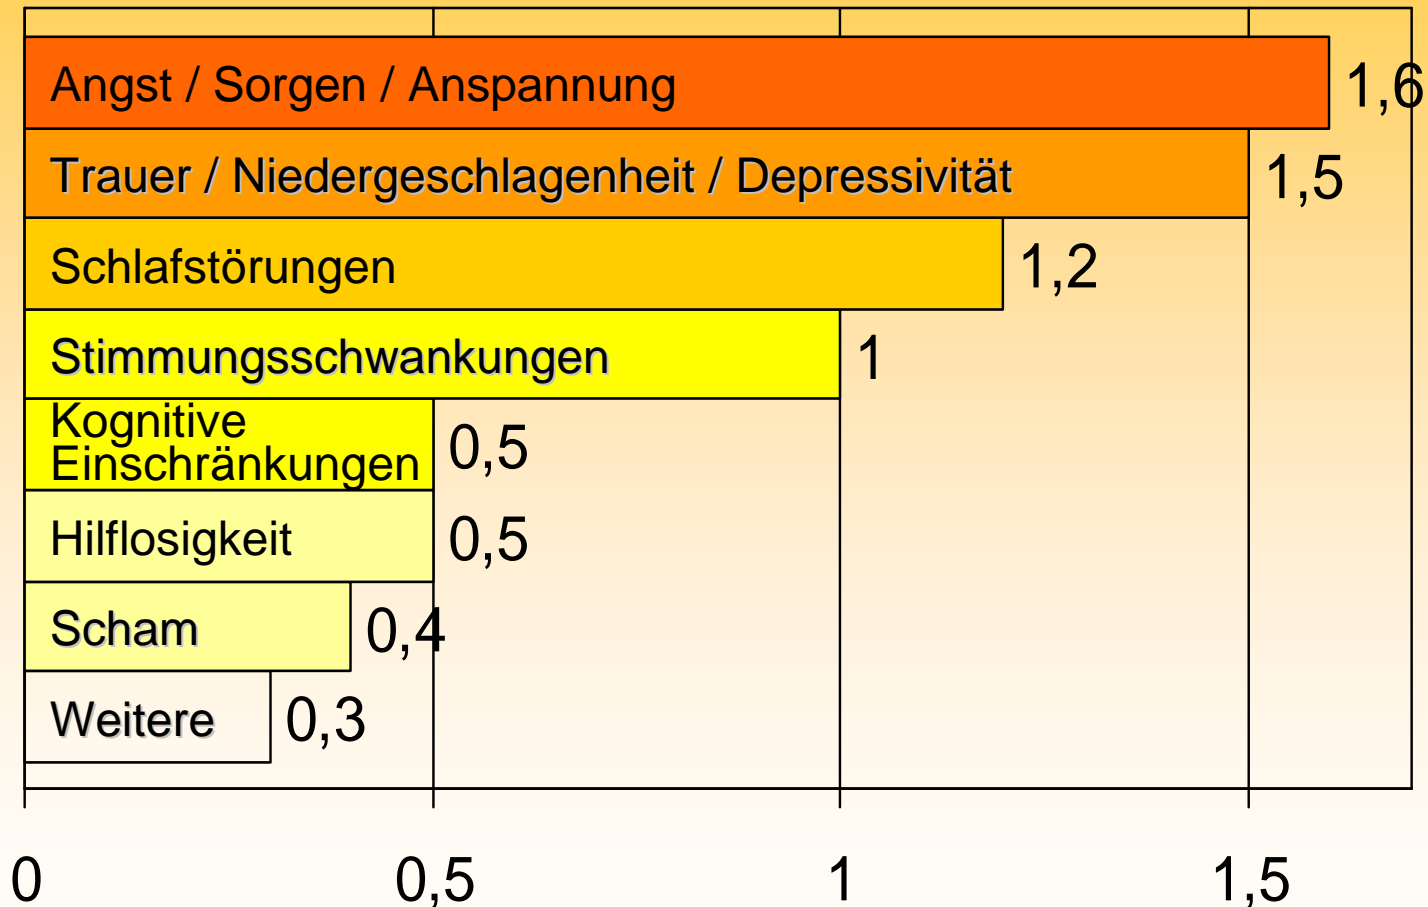 Angst / Sorgen / Anspannung 1,6
Trauer / Niedergeschlagenheit / Depressivität 1,5
Schlafstörungen 1,2
Stimmungsschwankungen 1
Kognitive
Einschränkungen 0,5
Hilflosigkeit 0,5
Scham 0,4
Weitere 0,3
0 0,5 1 1,5